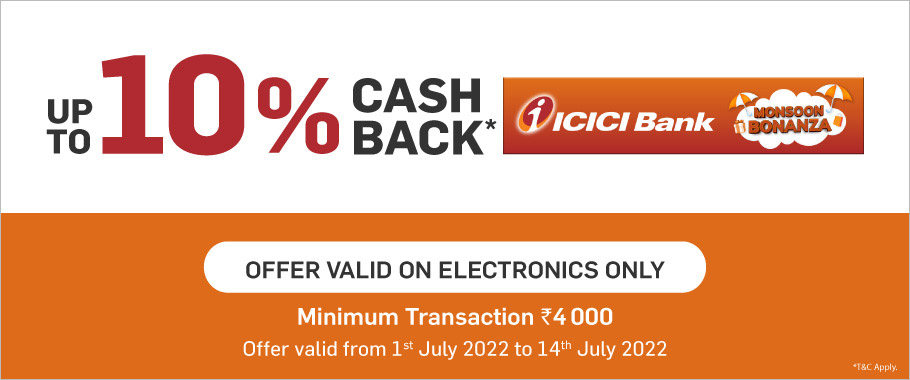 UP TO 10% CASH BACK*
ICICI Bank
MONSOON
BONANZA
OFFER VALID ON ELECTRONICS ONLY
Minimum Transaction ₹4 000
Offer valid from 1st July 2022 to 14th July 2022
*T&C Apply.